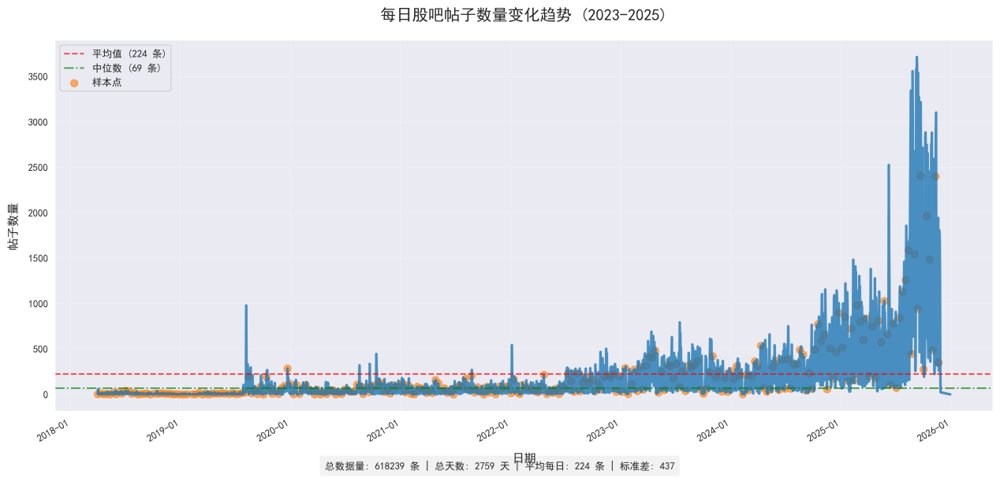 每日股吧帖子数量变化趋势 (2023-2025)
平均值 (224 条)
中位数 (69 条)
样本点
帖子数量
3500
3000
2500
2000
1500
1000
500
0
2018-01
2019-01
2020-01
2021-01
2022-01
2023-01
2024-01
2025-01
2026-01
日期
总数据量: 618239 条 | 总天数: 2759 天 | 平均每日: 224 条 | 标准差: 437